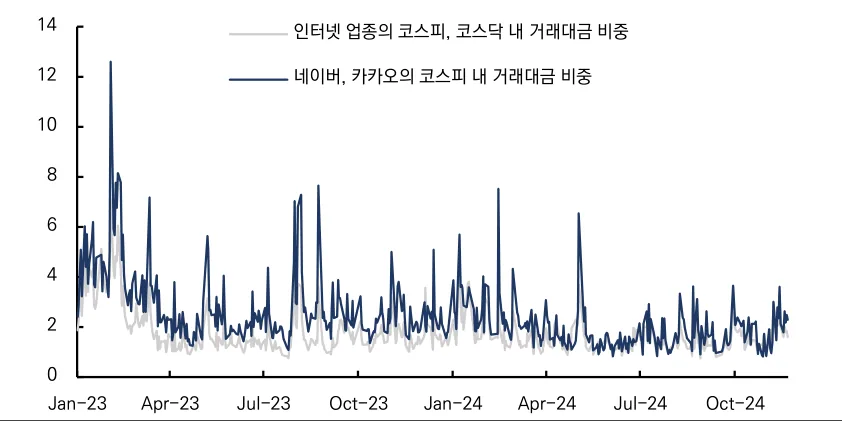 인터넷 업종의 코스피, 코스닥 내 거래대금 비중
네이버, 카카오의 코스피 내 거래대금 비중
14
12
10
8
6
4
2
0
Jan-23 Apr-23 Jul-23 Oct-23 Jan-24 Apr-24 Jul-24 Oct-24